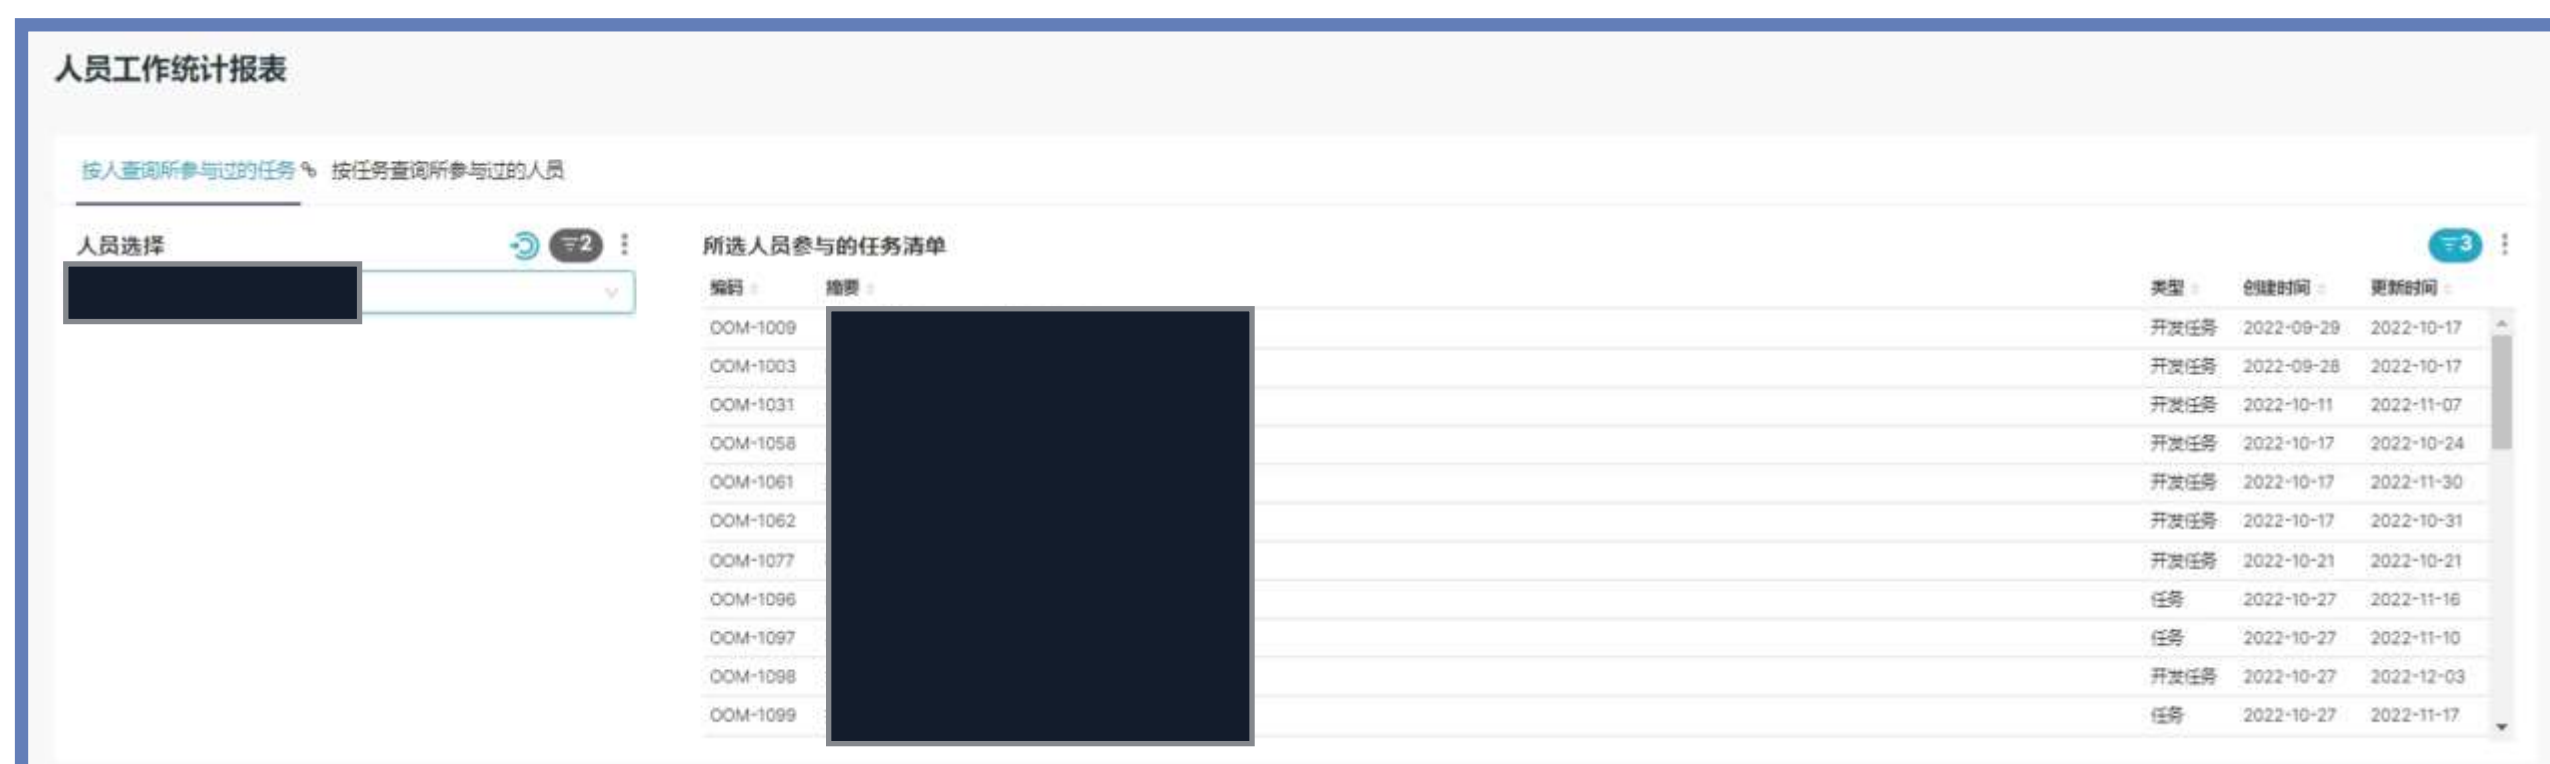 人员工作统计报表
按人查询所参与过的任务 按任务查询所参与过的人员
人员选择 2
所选人员参与的任务清单 3
编码 摘要 类型 创建时间 更新时间
OOM-1009 开发任务 2022-09-29 2022-10-17
OOM-1003 开发任务 2022-09-28 2022-10-17
OOM-1031 开发任务 2022-10-11 2022-11-07
OOM-1058 开发任务 2022-10-17 2022-10-24
OOM-1061 开发任务 2022-10-17 2022-11-30
OOM-1062 开发任务 2022-10-17 2022-10-31
OOM-1077 开发任务 2022-10-21 2022-10-21
OOM-1096 任务 2022-10-27 2022-11-16
OOM-1097 任务 2022-10-27 2022-11-10
OOM-1098 开发任务 2022-10-27 2022-12-03
OOM-1099 任务 2022-10-27 2022-11-17